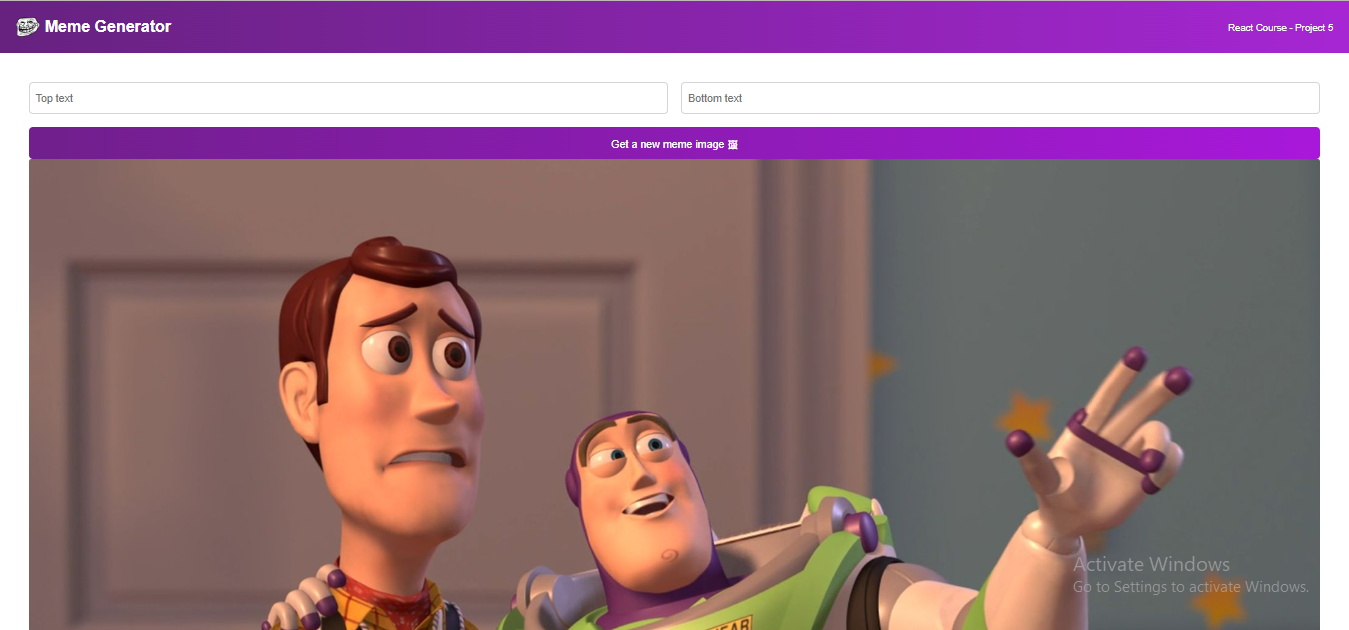 Meme Generator
React Course - Project 5
Top text
Bottom text
Get a new meme image 🖼
Activate Windows
Go to Settings to activate Windows.